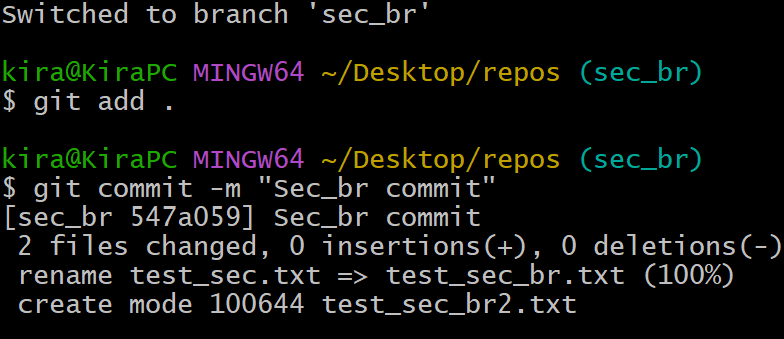 Switched to branch 'sec_br'
kira@KiraPC MINGW64 ~/Desktop/repos (sec_br)
$ git add .
kira@KiraPC MINGW64 ~/Desktop/repos (sec_br)
$ git commit -m "Sec_br commit"
[sec_br 547a059] Sec_br commit
 2 files changed, 0 insertions(+), 0 deletions(-)
 rename test_sec.txt => test_sec_br.txt (100%)
 create mode 100644 test_sec_br2.txt